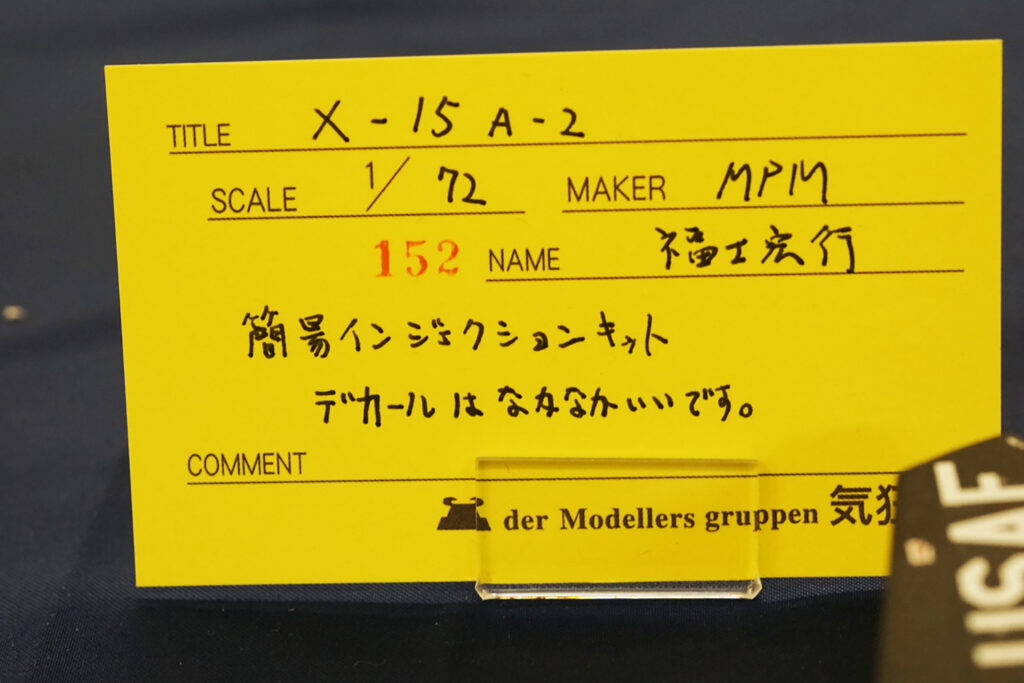 TITLE X-15 A-2
SCALE 1/72 MAKER MPM
152 NAME 福士宏行
簡易インジェクションキット
デカールはなかなかいいです。
COMMENT
der Modellers gruppen 気狂
USAF